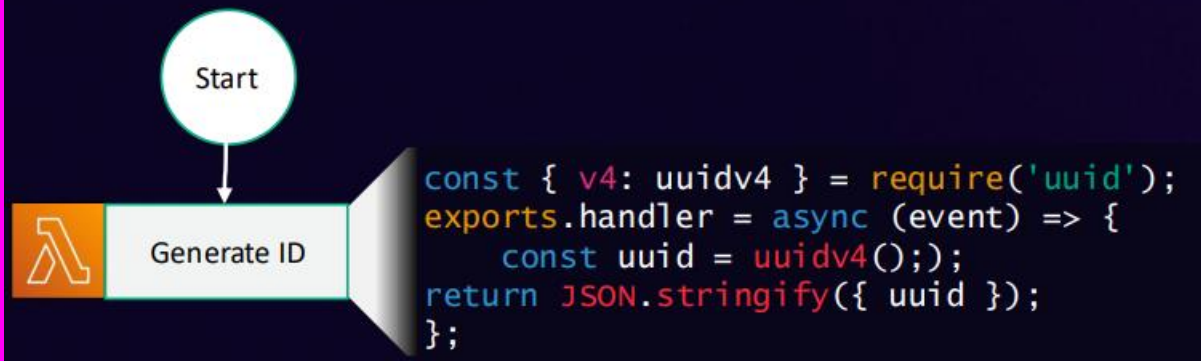 Start
Generate ID
const { v4: uuidv4 } = require('uuid');
exports.handler = async (event) => {
    const uuid = uuidv4(););
return JSON.stringify({ uuid });
};